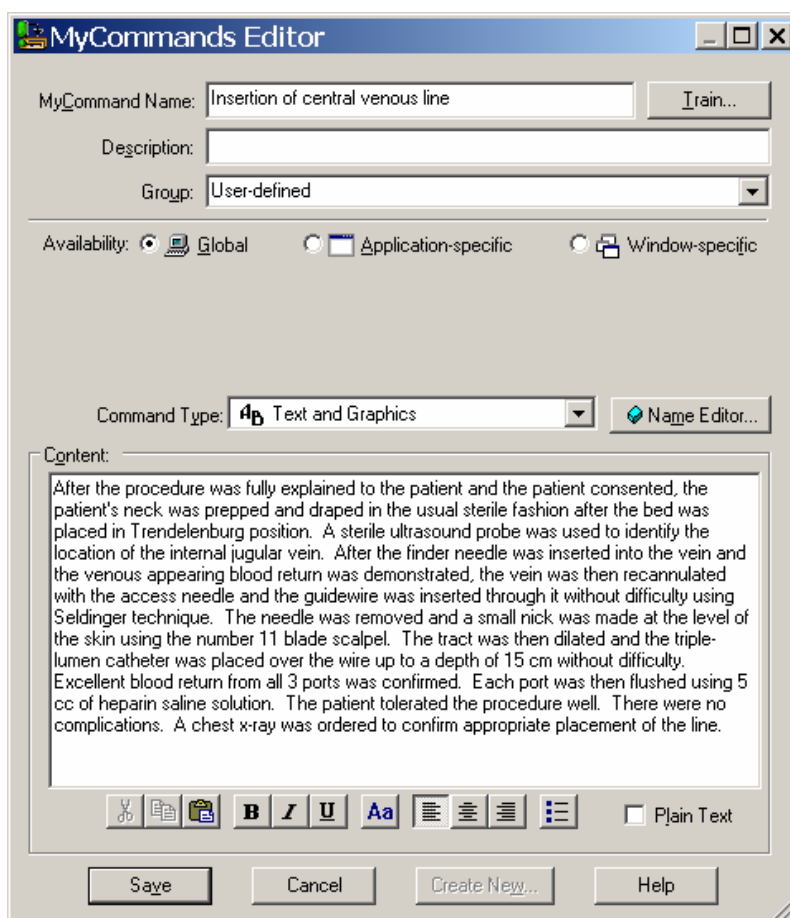 MyCommands Editor
MyCommand Name: Insertion of central venous line Train...
Description:
Group: User-defined
Availability: Global Application-specific Window-specific
Command Type: AB Text and Graphics Name Editor...
Content:
After the procedure was fully explained to the patient and the patient consented, the
patient's neck was prepped and draped in the usual sterile fashion after the bed was
placed in Trendelenburg position.  A sterile ultrasound probe was used to identify the
location of the internal jugular vein.  After the finder needle was inserted into the vein and
the venous appearing blood return was demonstrated, the vein was then recannulated
with the access needle and the guidewire was inserted through it without difficulty using
Seldinger technique.  The needle was removed and a small nick was made at the level of
the skin using the number 11 blade scalpel.  The tract was then dilated and the triple-
lumen catheter was placed over the wire up to a depth of 15 cm without difficulty.
Excellent blood return from all 3 ports was confirmed.  Each port was then flushed using 5
cc of heparin saline solution.  The patient tolerated the procedure well.  There were no
complications.  A chest x-ray was ordered to confirm appropriate placement of the line.
B I U Aa Plain Text
Save Cancel Create New... Help